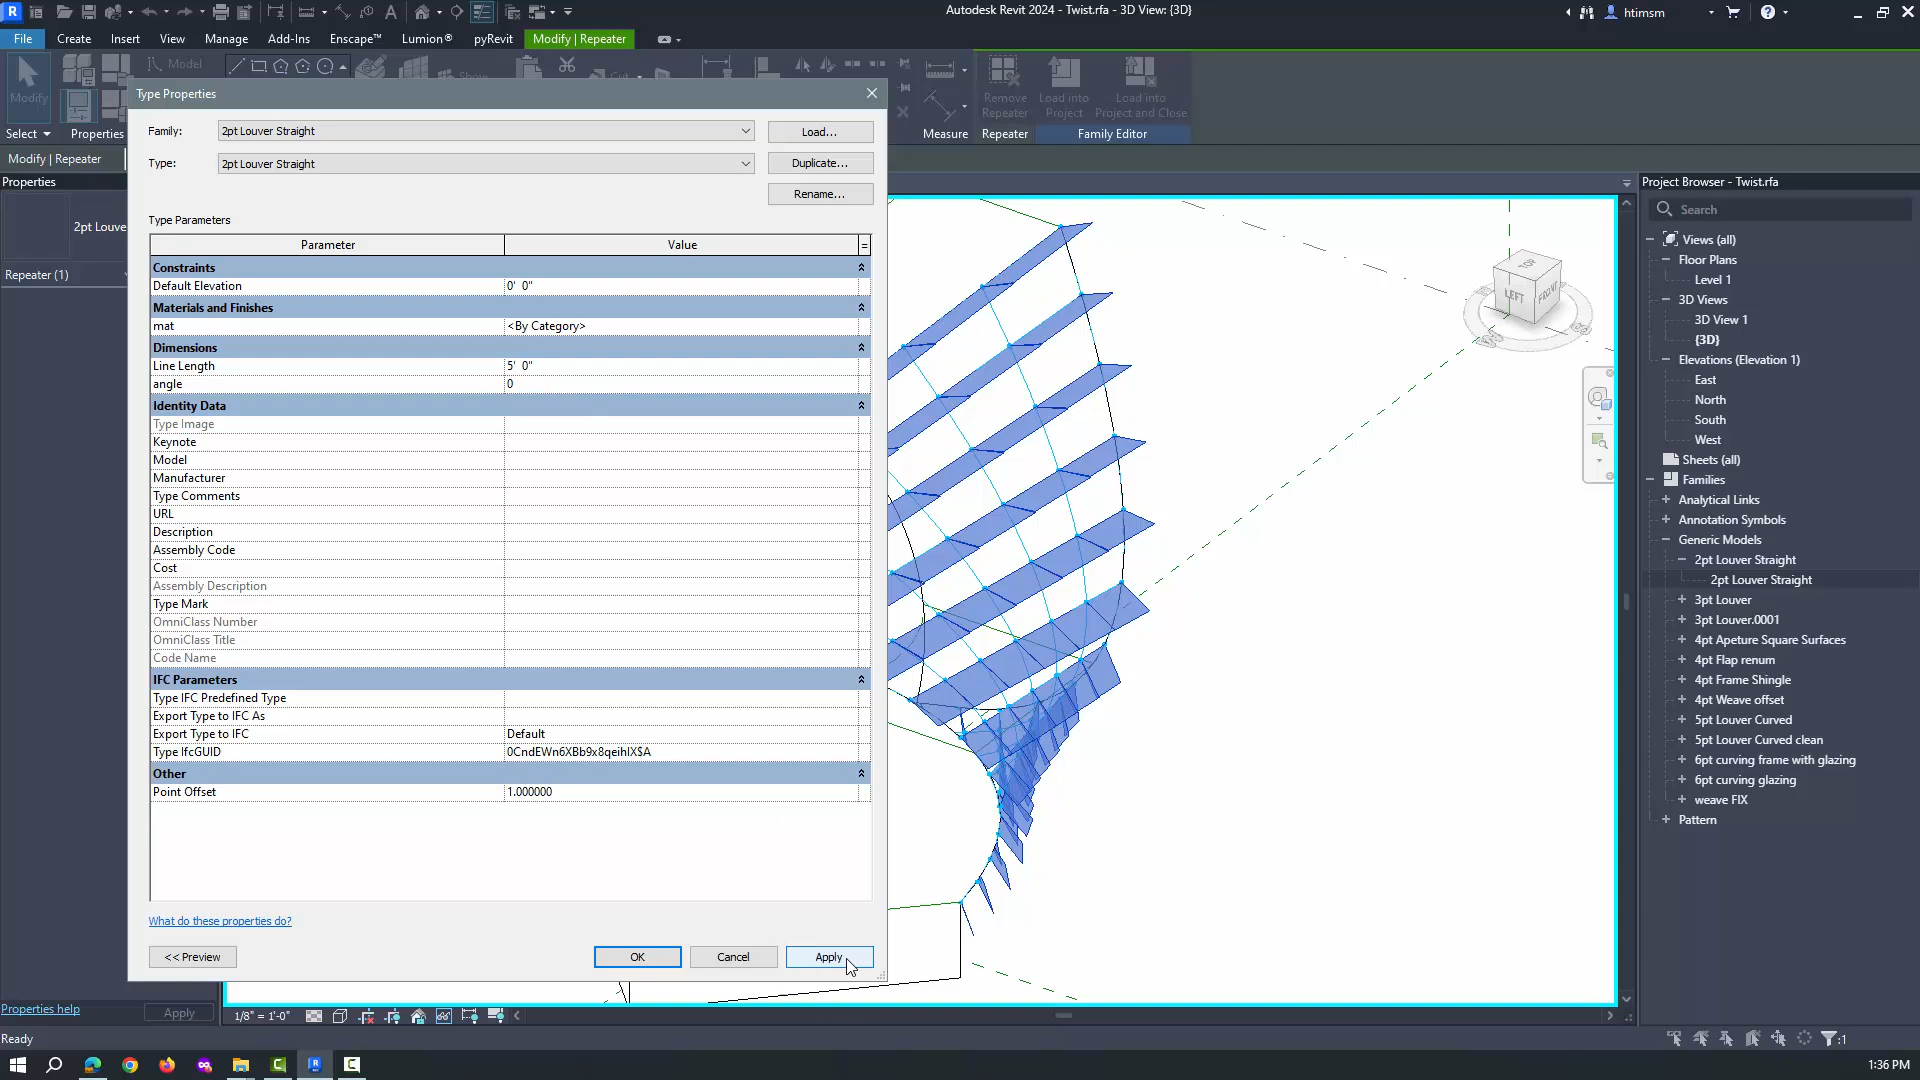 Autodesk Revit 2024 - Twist.rfa - 3D View: {3D}
htimsm
File Create Insert View Manage Add-Ins Enscape™ Lumion® pyRevit Modify | Repeater
Modify
Model
Show
Cut
Select Properties
Measure
Remove Repeater
Load into Project
Load into Project and Close
Repeater
Family Editor
Modify | Repeater
Properties
2pt Louve
Repeater (1)
Type Properties
Family: 2pt Louver Straight Load...
Type: 2pt Louver Straight Duplicate...
Rename...
Type Parameters
Parameter Value =
Constraints
Default Elevation 0' 0"
Materials and Finishes
mat <By Category>
Dimensions
Line Length 5' 0"
angle 0
Identity Data
Type Image
Keynote
Model
Manufacturer
Type Comments
URL
Description
Assembly Code
Cost
Assembly Description
Type Mark
OmniClass Number
OmniClass Title
Code Name
IFC Parameters
Type IFC Predefined Type
Export Type to IFC As
Export Type to IFC Default
Type IfcGUID 0CndEWn6XBb9x8qeihIX$A
Other
Point Offset 1.000000
What do these properties do?
<< Preview OK Cancel Apply
TOP
LEFT
FRONT
Project Browser - Twist.rfa
Search
Views (all)
Floor Plans
Level 1
3D Views
3D View 1
{3D}
Elevations (Elevation 1)
East
North
South
West
Sheets (all)
Families
Analytical Links
Annotation Symbols
Generic Models
2pt Louver Straight
2pt Louver Straight
3pt Louver
3pt Louver.0001
4pt Apeture Square Surfaces
4pt Flap renum
4pt Frame Shingle
4pt Weave offset
5pt Louver Curved
5pt Louver Curved clean
6pt curving frame with glazing
6pt curving glazing
weave FIX
Pattern
Properties help Apply
1/8" = 1'-0"
Ready
:1
1:36 PM